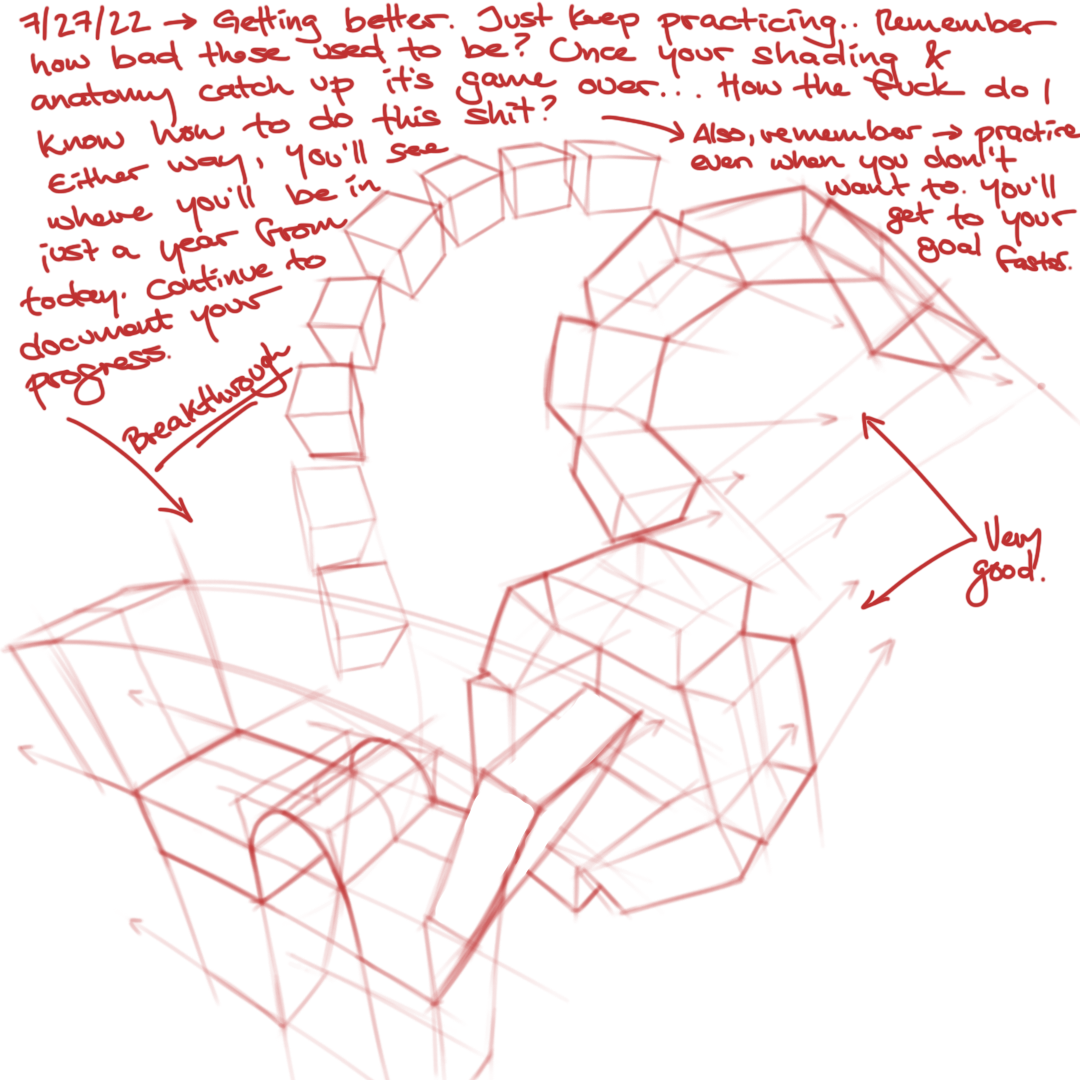 7/27/22 → Getting better. Just keep practicing.. Remember
how bad these used to be? Once your shading &
anatomy catch up it's game over... How the fuck do I
know how to do this shit?
Either way, you'll see
where you'll be in
just a year from
today. Continue to
document your
progress.
→ Also, remember → practice
even when you don't
want to. You'll
get to your
goal faster.
Breakthrough
Very
good.